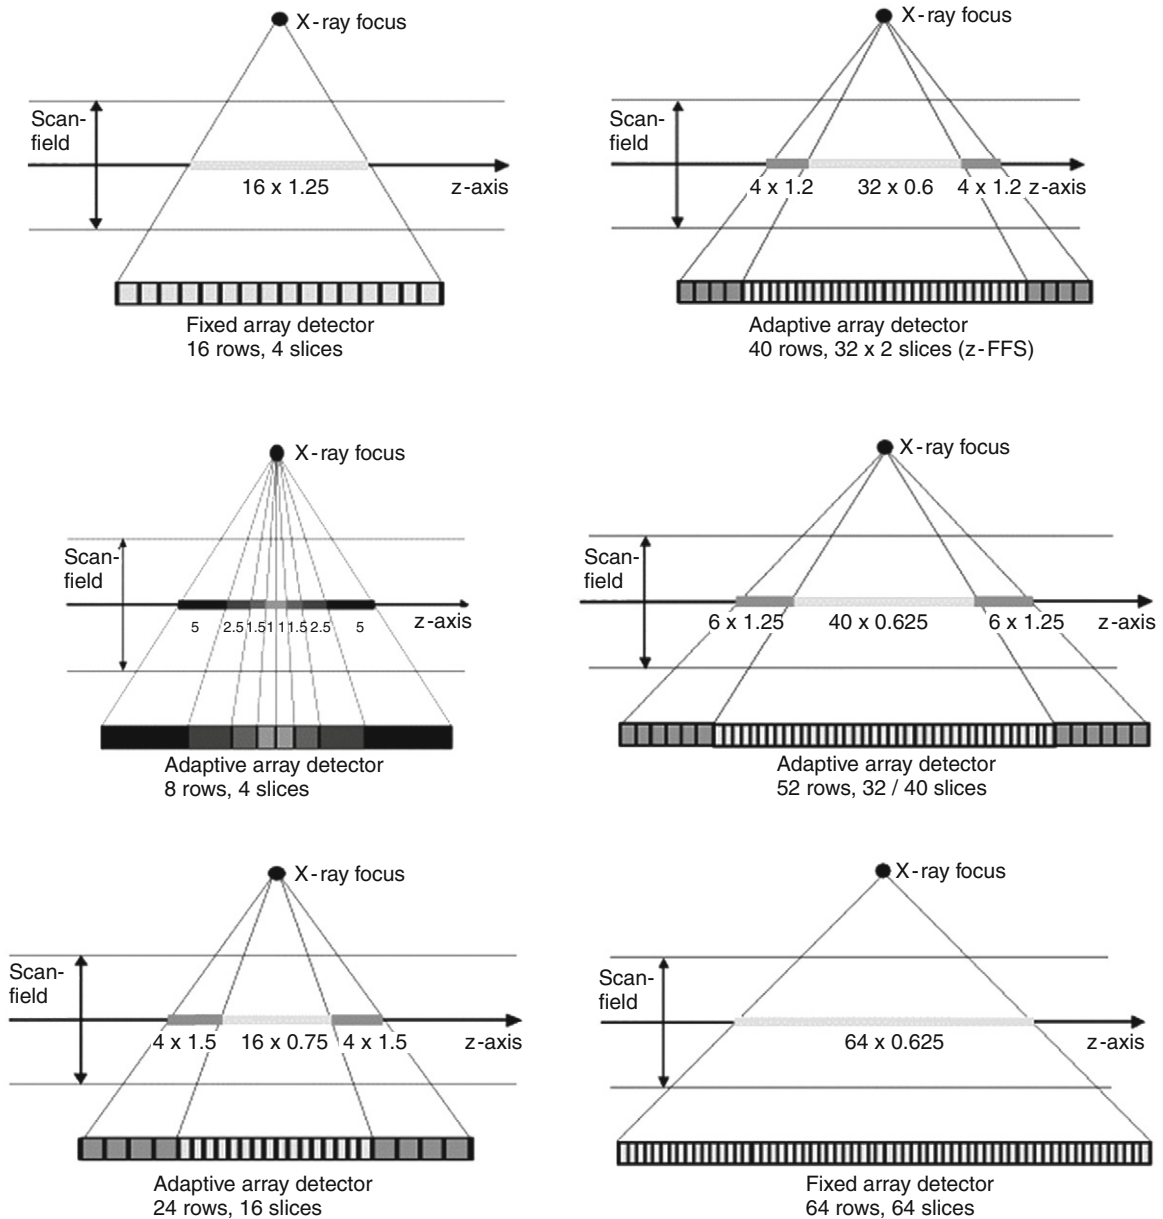 X-ray focus
Scan-
field
16 x 1.25
z-axis
Fixed array detector
16 rows, 4 slices
X-ray focus
Scan-
field
4 x 1.2
32 x 0.6
4 x 1.2
z-axis
Adaptive array detector
40 rows, 32 x 2 slices (z-FFS)
X-ray focus
Scan-
field
5 2.5 1.5 1 1 1.5 2.5 5
z-axis
Adaptive array detector
8 rows, 4 slices
X-ray focus
Scan-
field
6 x 1.25
40 x 0.625
6 x 1.25
z-axis
Adaptive array detector
52 rows, 32 / 40 slices
X-ray focus
Scan-
field
4 x 1.5
16 x 0.75
4 x 1.5
z-axis
Adaptive array detector
24 rows, 16 slices
X-ray focus
Scan-
field
64 x 0.625
z-axis
Fixed array detector
64 rows, 64 slices